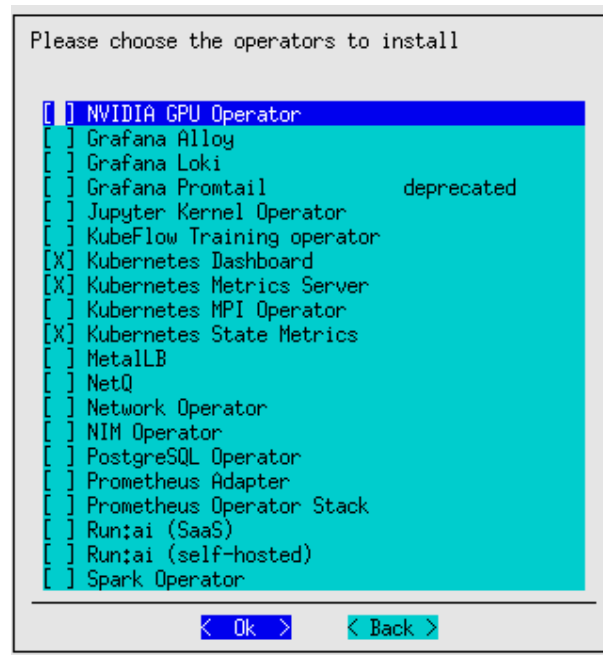 Please choose the operators to install
[ ] NVIDIA GPU Operator
[ ] Grafana Alloy
[ ] Grafana Loki
[ ] Grafana Promtail deprecated
[ ] Jupyter Kernel Operator
[ ] KubeFlow Training operator
[X] Kubernetes Dashboard
[X] Kubernetes Metrics Server
[ ] Kubernetes MPI Operator
[X] Kubernetes State Metrics
[ ] MetalLB
[ ] NetQ
[ ] Network Operator
[ ] NIM Operator
[ ] PostgreSQL Operator
[ ] Prometheus Adapter
[ ] Prometheus Operator Stack
[ ] Run:ai (SaaS)
[ ] Run:ai (self-hosted)
[ ] Spark Operator
< Ok > < Back >